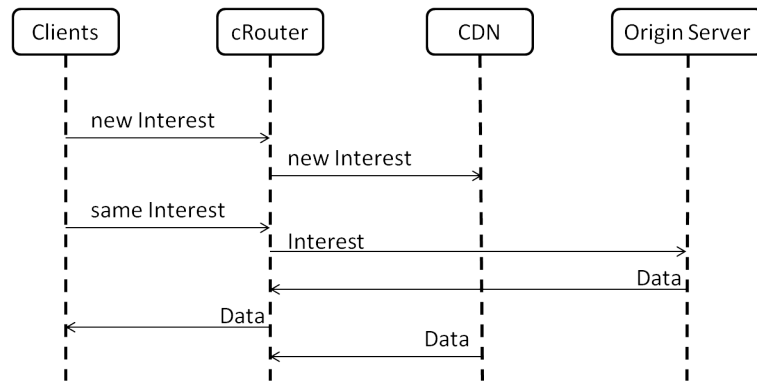 Clients cRouter CDN Origin Server
new Interest
new Interest
same Interest
Interest
Data
Data
Data